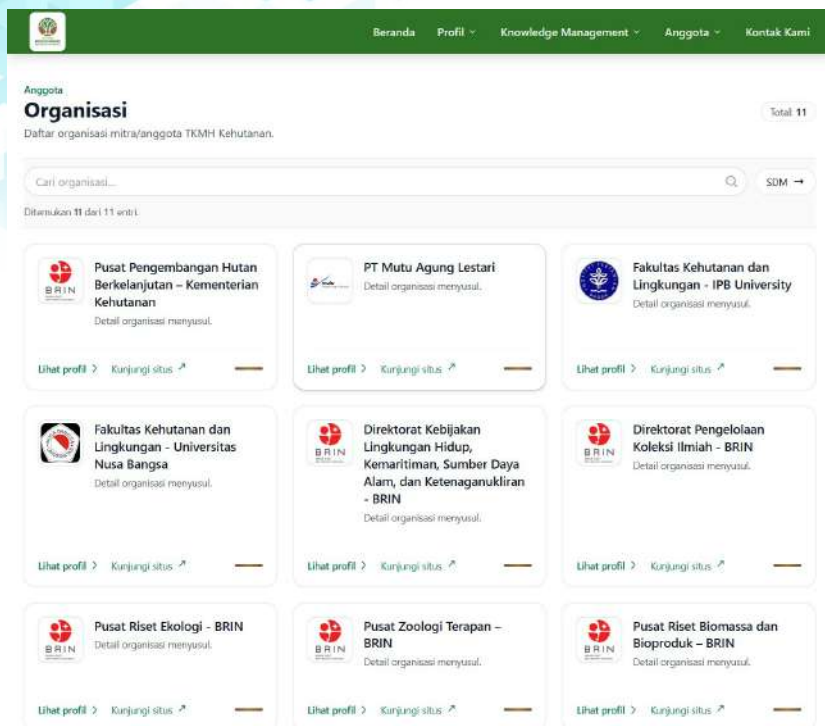 Beranda Profil Knowledge Management Anggota Kontak Kami
Anggota
Organisasi
Total: 11
Daftar organisasi mitra/anggota TKMH Kehutanan.
Cari organisasi...
SDM →
Ditemukan 11 dari 11 entri.
BRIN
Pusat Pengembangan Hutan
Berkelanjutan – Kementerian
Kehutanan
Detail organisasi menyusul.
Lihat profil > Kunjungi situs ↗
PT Mutu Agung Lestari
Detail organisasi menyusul.
Lihat profil > Kunjungi situs ↗
Fakultas Kehutanan dan
Lingkungan - IPB University
Detail organisasi menyusul.
Lihat profil > Kunjungi situs ↗
Fakultas Kehutanan dan
Lingkungan - Universitas
Nusa Bangsa
Detail organisasi menyusul.
Lihat profil > Kunjungi situs ↗
BRIN
Direktorat Kebijakan
Lingkungan Hidup,
Kemaritiman, Sumber Daya
Alam, dan Ketenaganukliran
- BRIN
Detail organisasi menyusul.
Lihat profil > Kunjungi situs ↗
BRIN
Direktorat Pengelolaan
Koleksi Ilmiah - BRIN
Detail organisasi menyusul.
Lihat profil > Kunjungi situs ↗
BRIN
Pusat Riset Ekologi - BRIN
Detail organisasi menyusul.
Lihat profil > Kunjungi situs ↗
BRIN
Pusat Zoologi Terapan –
BRIN
Detail organisasi menyusul.
Lihat profil > Kunjungi situs ↗
BRIN
Pusat Riset Biomassa dan
Bioproduk – BRIN
Detail organisasi menyusul.
Lihat profil > Kunjungi situs ↗